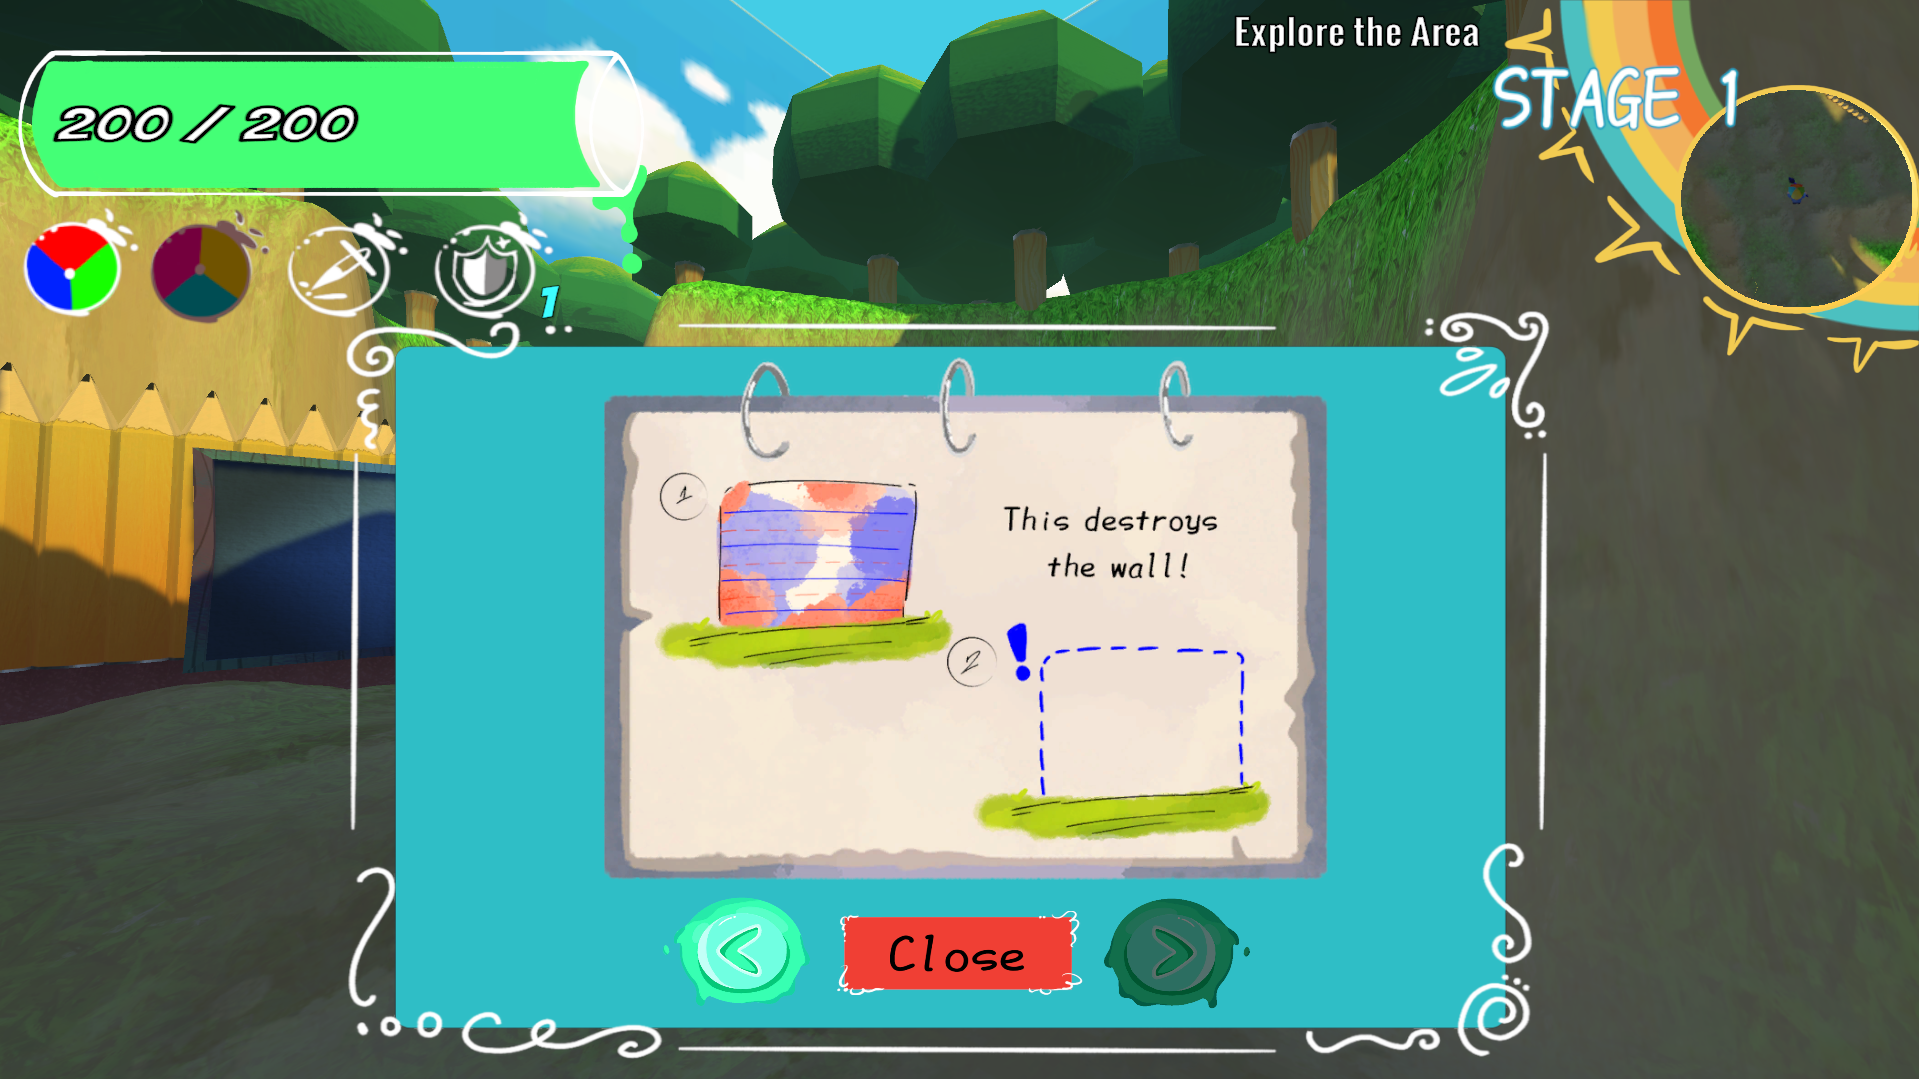 Explore the Area
STAGE 1
200 / 200
1
1
This destroys
the wall!
2
!
Close